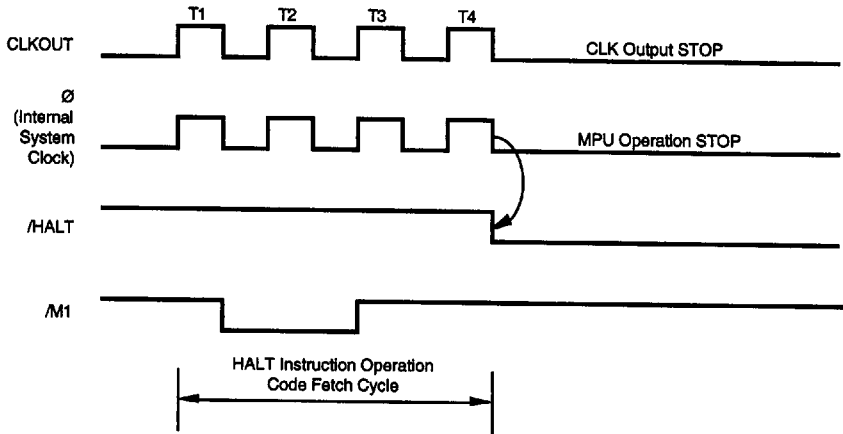 T1 T2 T3 T4
CLKOUT
CLK Output STOP
Ø
(Internal
System
Clock)
MPU Operation STOP
/HALT
/M1
HALT Instruction Operation
Code Fetch Cycle